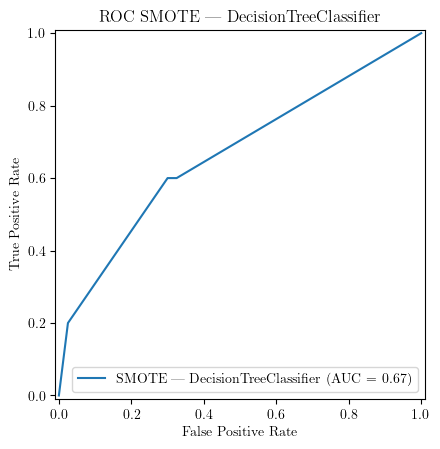 ROC SMOTE — DecisionTreeClassifier
1.0
0.8
0.6
0.4
0.2
0.0
True Positive Rate
SMOTE — DecisionTreeClassifier (AUC = 0.67)
0.0 0.2 0.4 0.6 0.8 1.0
False Positive Rate